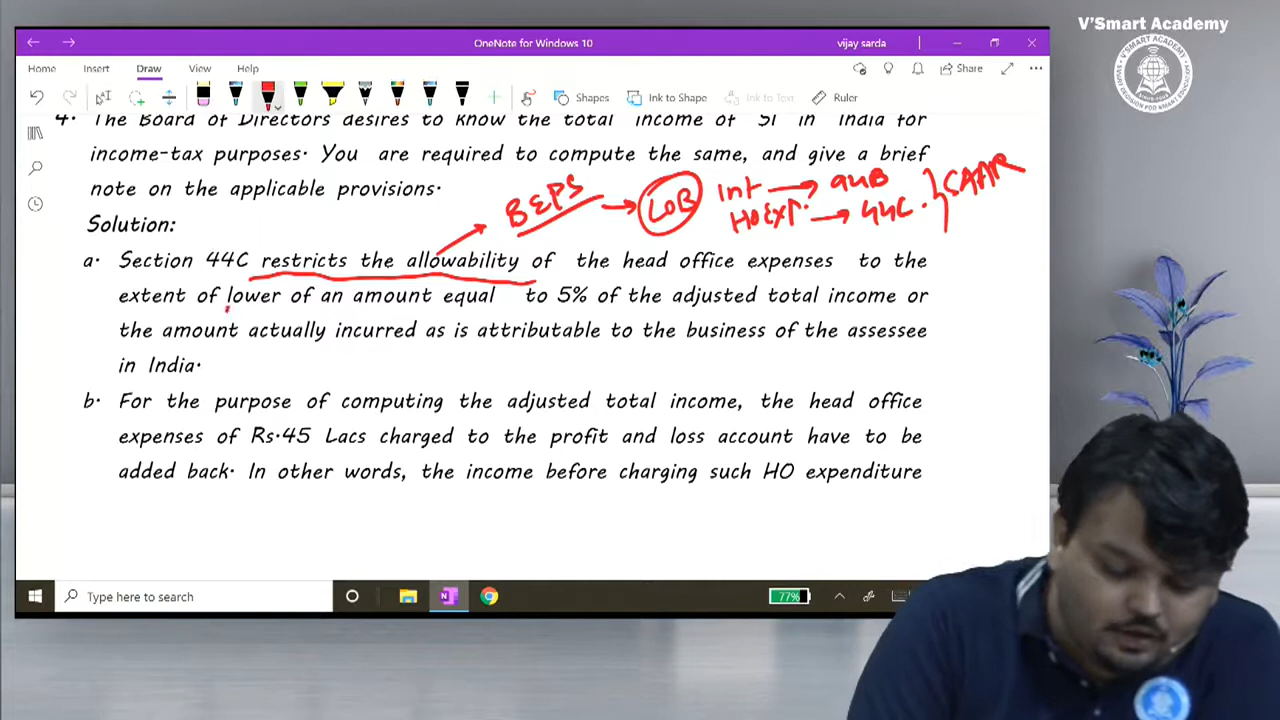 V'Smart Academy
OneNote for Windows 10
vijay sarda
Home Insert Draw View Help
Share
Shapes
Ink to Shape
Ink to Text
Ruler
4. The Board of Directors desires to know the total income of SI in India for
income-tax purposes. You are required to compute the same, and give a brief
note on the applicable provisions.
BEPS
LOB
Int → 94B
HO Exp. → 44C
SAAR
Solution:
a. Section 44C restricts the allowability of the head office expenses to the
extent of lower of an amount equal to 5% of the adjusted total income or
the amount actually incurred as is attributable to the business of the assessee
in India.
b. For the purpose of computing the adjusted total income, the head office
expenses of Rs.45 Lacs charged to the profit and loss account have to be
added back. In other words, the income before charging such HO expenditure
Type here to search
77%